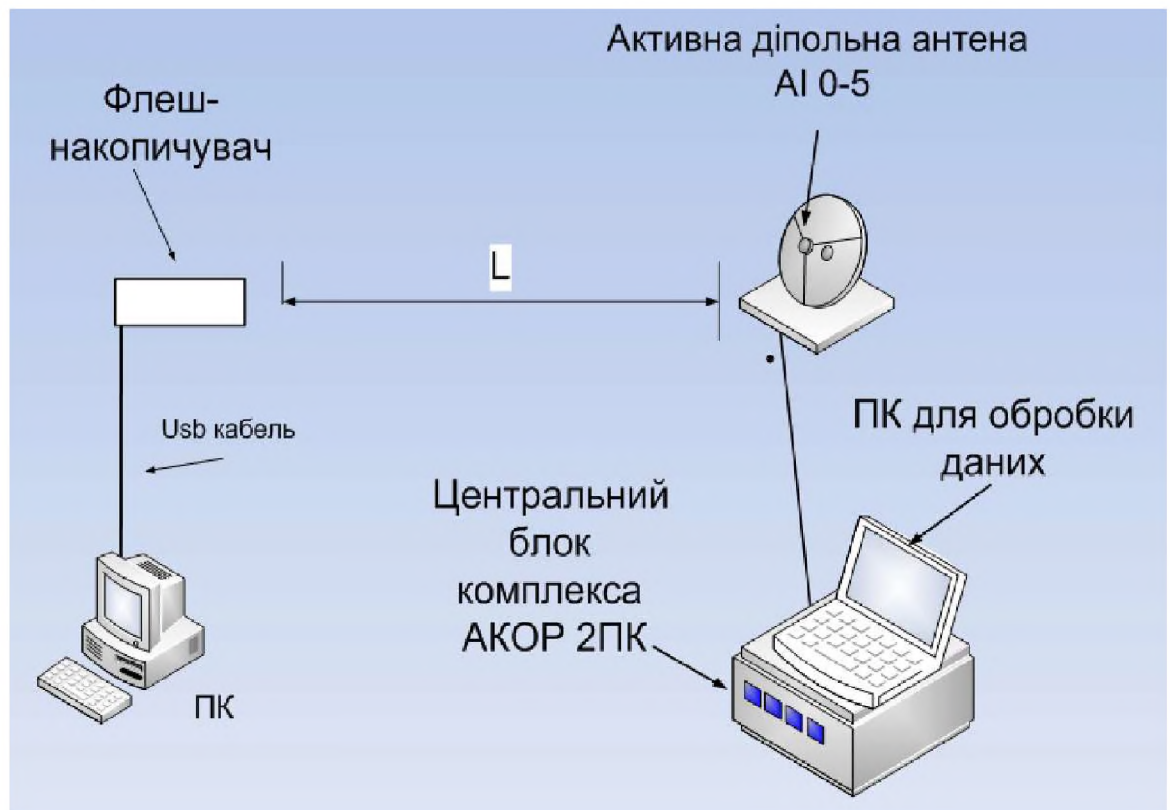 Активна діпольна антена
АІ 0-5
Флеш-
накопичувач
L
Usb кабель
ПК для обробки
даних
Центральний
блок
комплекса
АКОР 2ПК
ПК